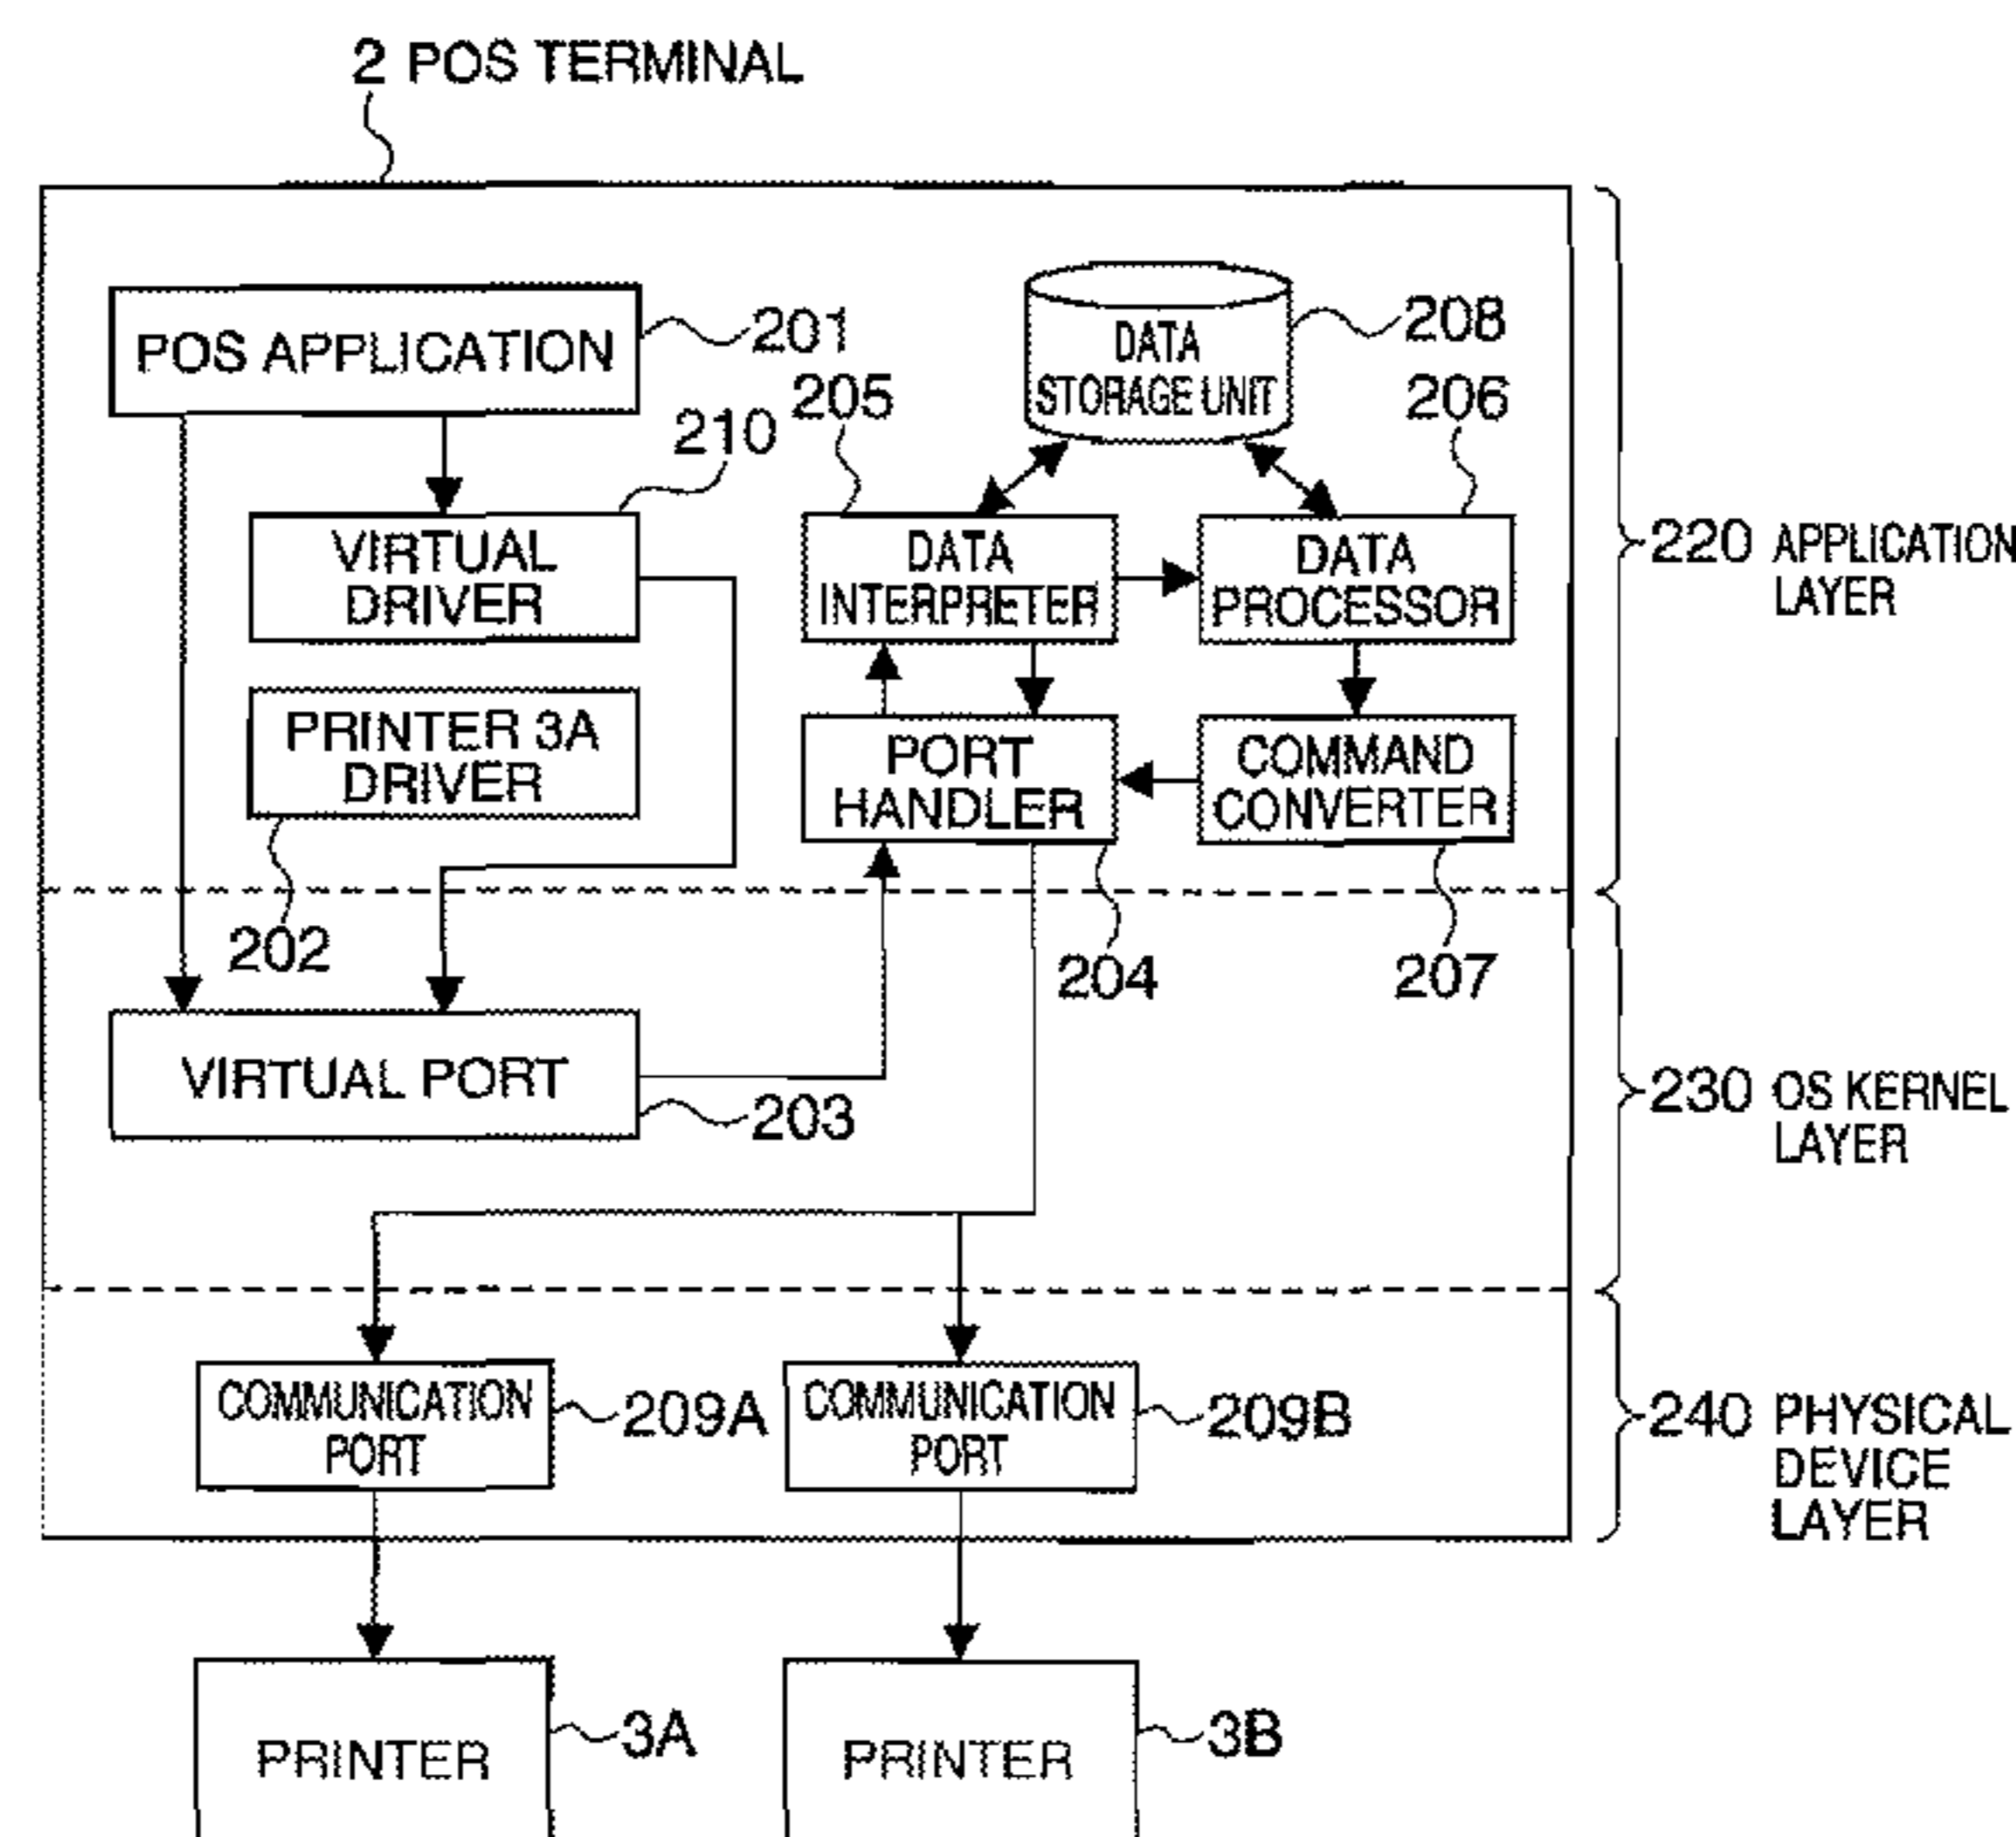 2 POS TERMINAL
POS APPLICATION
201
DATA
STORAGE UNIT
208
210
205
206
VIRTUAL
DRIVER
DATA
INTERPRETER
DATA
PROCESSOR
220 APPLICATION
LAYER
PRINTER 3A
DRIVER
PORT
HANDLER
COMMAND
CONVERTER
202
204
207
VIRTUAL PORT
203
230 OS KERNEL
LAYER
COMMUNICATION
PORT
209A
COMMUNICATION
PORT
209B
240 PHYSICAL
DEVICE
LAYER
PRINTER
3A
PRINTER
3B